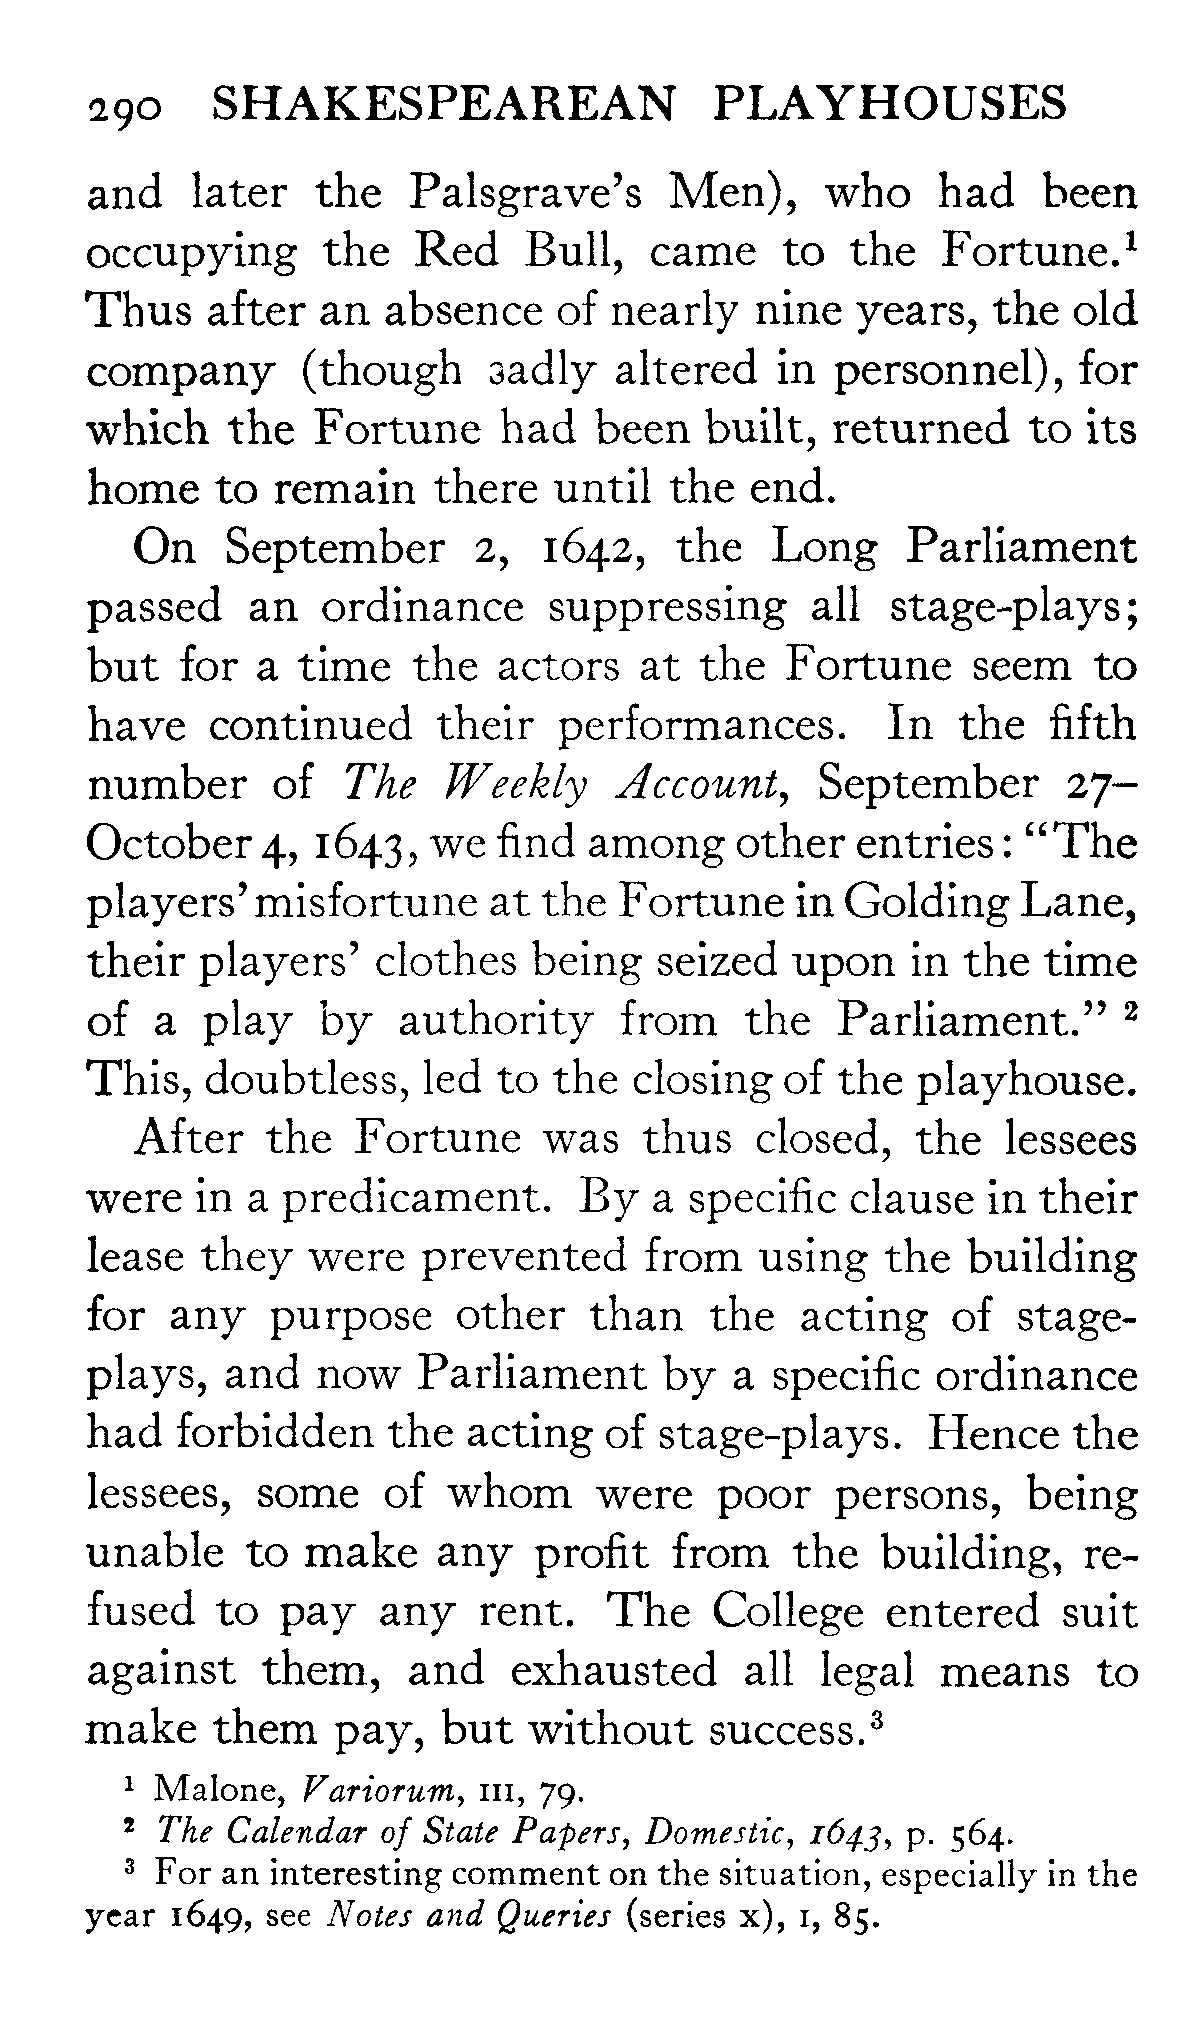 290 SHAKESPEAREAN PLAYHOUSES
and later the Palsgrave’s Men), who had been
occupying the Red Bull, came to the Fortune.¹
Thus after an absence of nearly nine years, the old
company (though sadly altered in personnel), for
which the Fortune had been built, returned to its
home to remain there until the end.
On September 2, 1642, the Long Parliament
passed an ordinance suppressing all stage-plays;
but for a time the actors at the Fortune seem to
have continued their performances. In the fifth
number of The Weekly Account, September 27–
October 4, 1643, we find among other entries: “The
players’ misfortune at the Fortune in Golding Lane,
their players’ clothes being seized upon in the time
of a play by authority from the Parliament.” ²
This, doubtless, led to the closing of the playhouse.
After the Fortune was thus closed, the lessees
were in a predicament. By a specific clause in their
lease they were prevented from using the building
for any purpose other than the acting of stage-
plays, and now Parliament by a specific ordinance
had forbidden the acting of stage-plays. Hence the
lessees, some of whom were poor persons, being
unable to make any profit from the building, re-
fused to pay any rent. The College entered suit
against them, and exhausted all legal means to
make them pay, but without success.³
¹ Malone, Variorum, III, 79.
² The Calendar of State Papers, Domestic, 1643, p. 564.
³ For an interesting comment on the situation, especially in the
year 1649, see Notes and Queries (series X), I, 85.